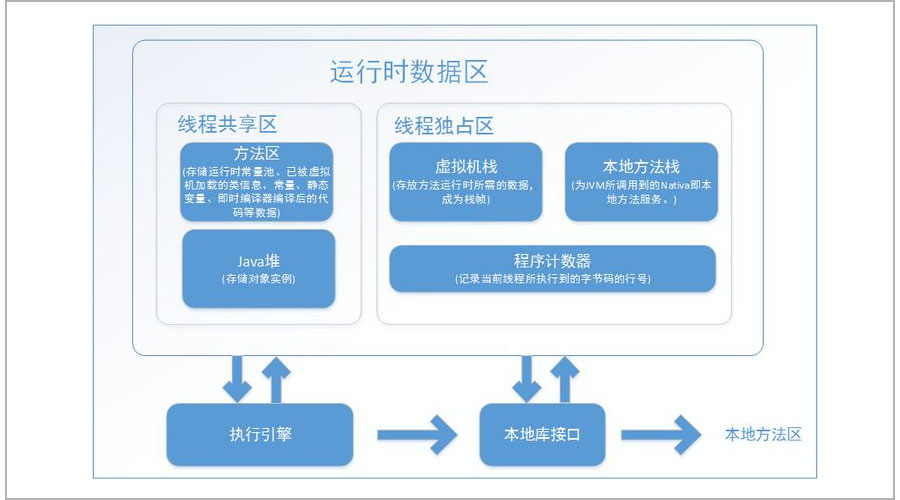 运行时数据区
线程共享区
方法区
(存储运行时常量池、已被虚拟
机加载的类信息、常量、静态
变量、即时编译器编译后的代
码等数据)
Java堆
(存储对象实例)
线程独占区
虚拟机栈
(存放方法运行时所需的数据,
成为栈帧)
本地方法栈
(为JVM所调用到的Nativa即本
地方法服务。)
程序计数器
(记录当前线程所执行到的字节码的行号)
执行引擎
本地库接口
本地方法区